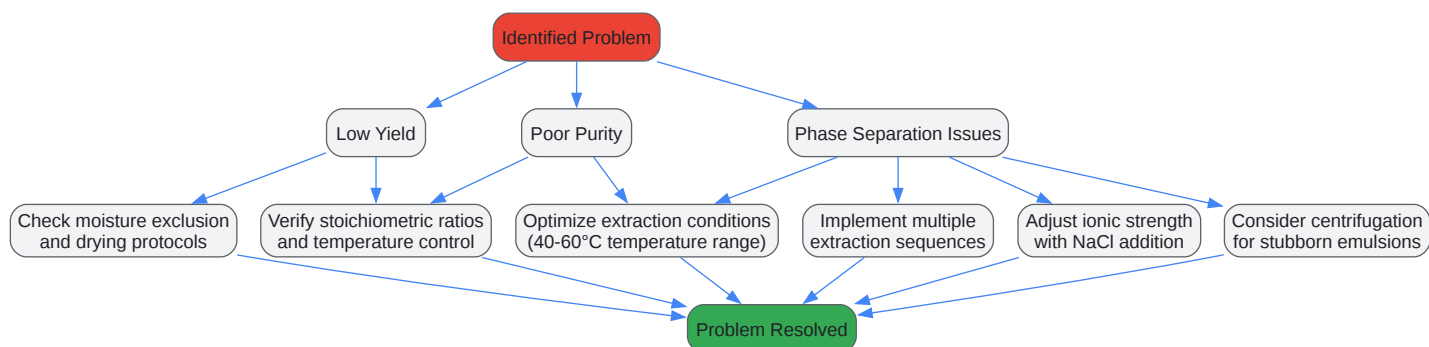 Identified Problem
Low Yield
Poor Purity
Phase Separation Issues
Check moisture exclusion
and drying protocols
Verify stoichiometric ratios
and temperature control
Optimize extraction conditions
(40-60°C temperature range)
Implement multiple
extraction sequences
Adjust ionic strength
with NaCl addition
Consider centrifugation
for stubborn emulsions
Problem Resolved